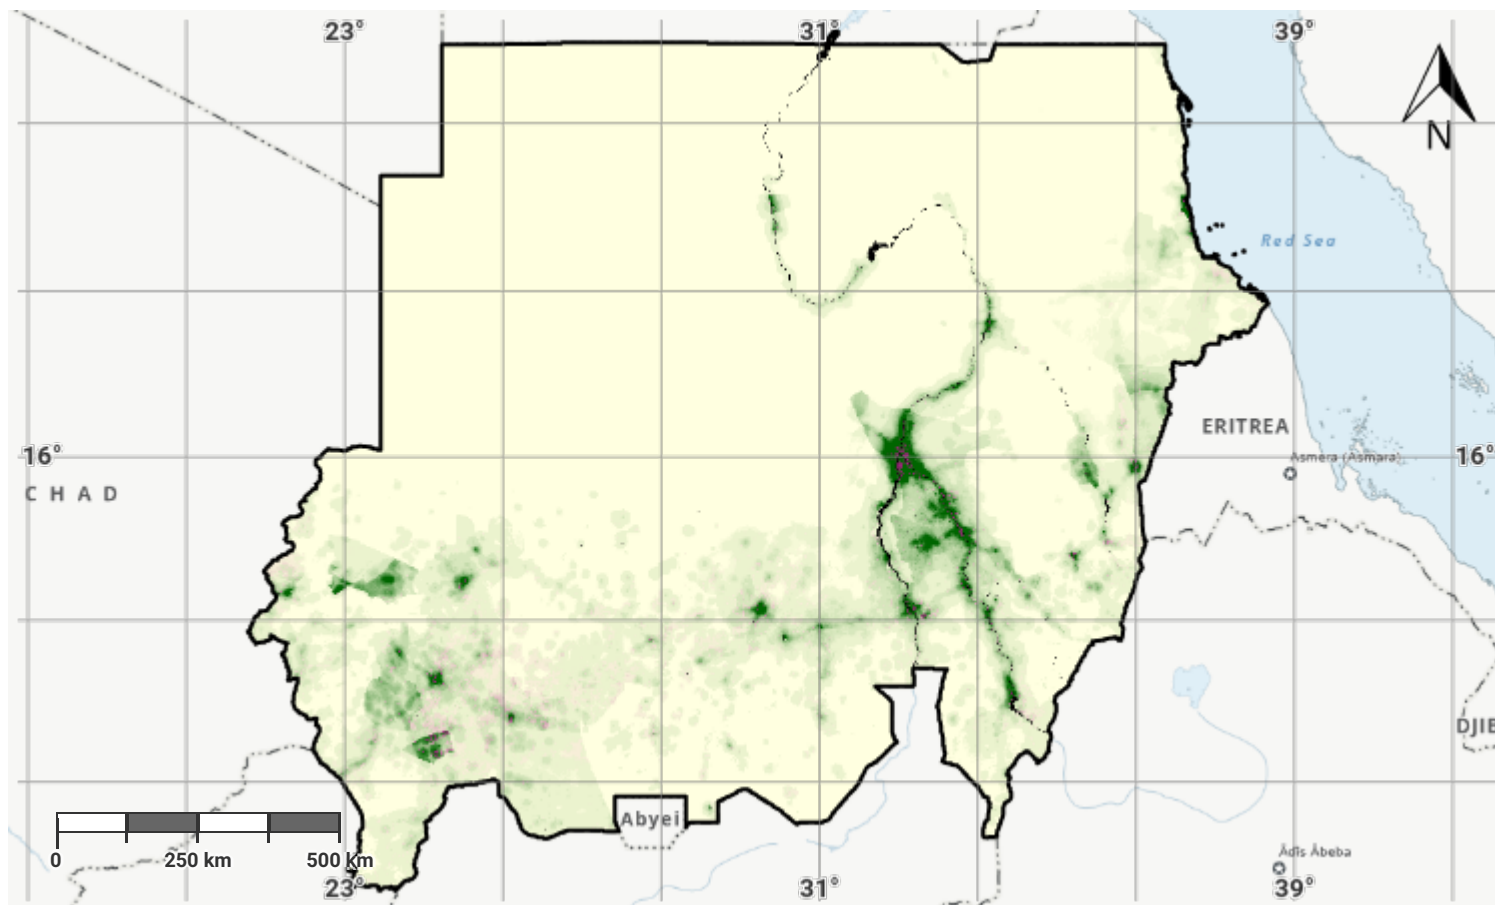 23° 31° 39°
N
Red Sea
ERITREA
16° 16°
Asmera (Asmara)
C H A D
DJIB
Abyei
0 250 km 500 km
Ādīs Ābeba
23° 31° 39°